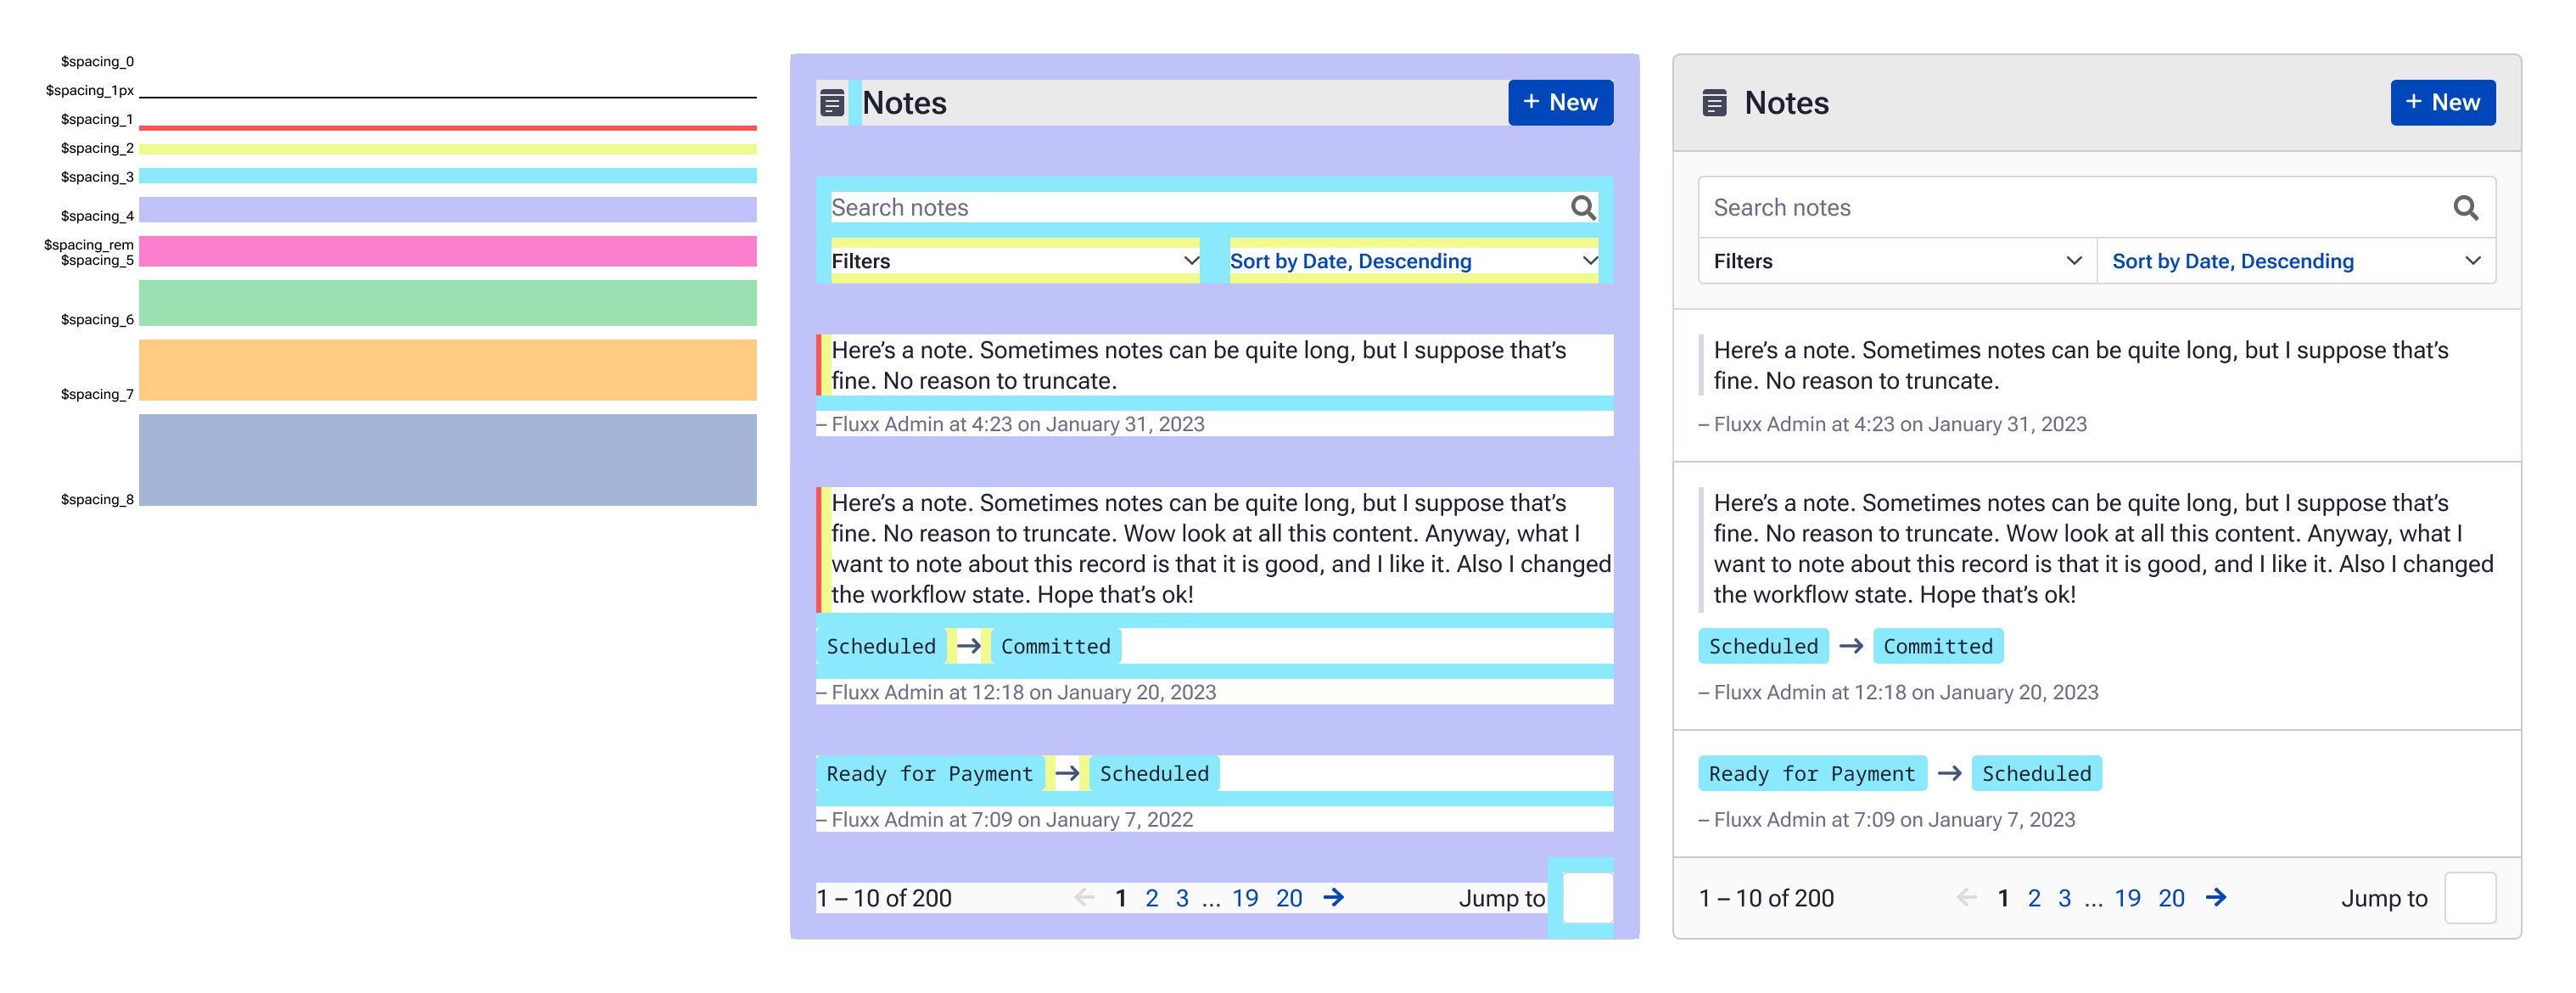 $spacing_0
$spacing_1px
$spacing_1
$spacing_2
$spacing_3
$spacing_4
$spacing_rem
$spacing_5
$spacing_6
$spacing_7
$spacing_8
Notes
+ New
Search notes
Filters
Sort by Date, Descending
Here’s a note. Sometimes notes can be quite long, but I suppose that’s
fine. No reason to truncate.
– Fluxx Admin at 4:23 on January 31, 2023
Here’s a note. Sometimes notes can be quite long, but I suppose that’s
fine. No reason to truncate. Wow look at all this content. Anyway, what I
want to note about this record is that it is good, and I like it. Also I changed
the workflow state. Hope that’s ok!
Scheduled → Committed
– Fluxx Admin at 12:18 on January 20, 2023
Ready for Payment → Scheduled
– Fluxx Admin at 7:09 on January 7, 2022
1 – 10 of 200
← 1 2 3 ... 19 20 →
Jump to
Notes
+ New
Search notes
Filters
Sort by Date, Descending
Here’s a note. Sometimes notes can be quite long, but I suppose that’s
fine. No reason to truncate.
– Fluxx Admin at 4:23 on January 31, 2023
Here’s a note. Sometimes notes can be quite long, but I suppose that’s
fine. No reason to truncate. Wow look at all this content. Anyway, what I
want to note about this record is that it is good, and I like it. Also I changed
the workflow state. Hope that’s ok!
Scheduled → Committed
– Fluxx Admin at 12:18 on January 20, 2023
Ready for Payment → Scheduled
– Fluxx Admin at 7:09 on January 7, 2023
1 – 10 of 200
← 1 2 3 ... 19 20 →
Jump to